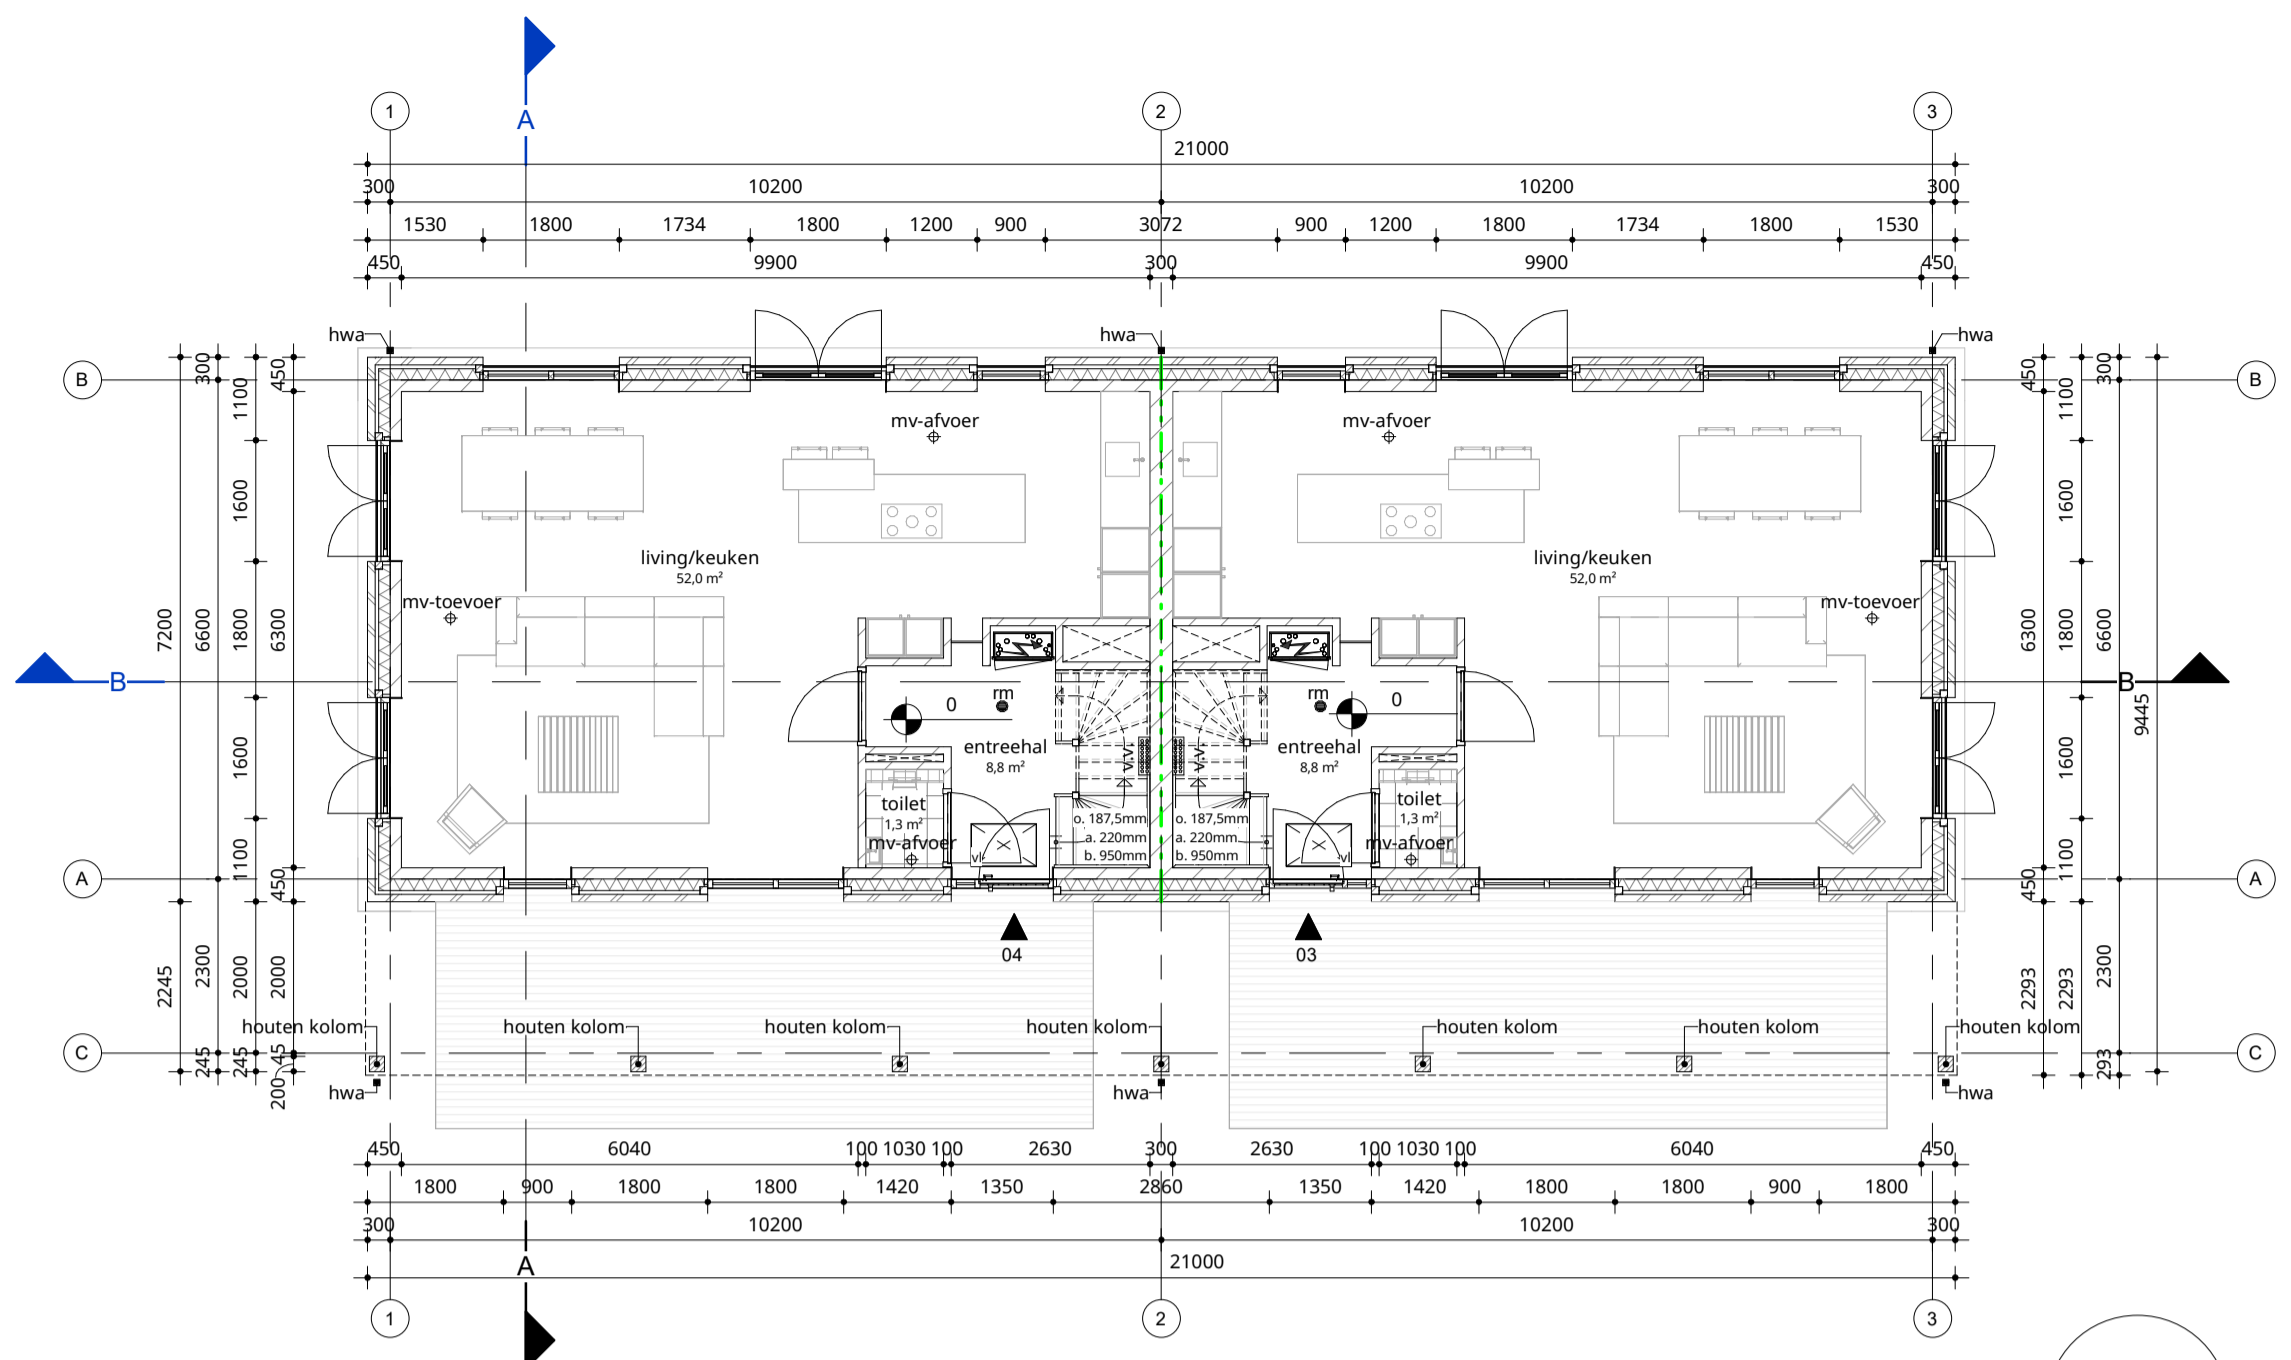 A
1 2 3
21000
300 10200 10200 300
1530 1800 1734 1800 1200 900 3072 900 1200 1800 1734 1800 1530
450 9900 300 9900 450
hwa hwa hwa
B B
300 1100 450 450 1100 300
mv-afvoer mv-afvoer
1600 1600
living/keuken living/keuken
52,0 m² 52,0 m²
mv-toevoer mv-toevoer
7200 6600 1800 6300 6300 1800 6600
B B
rm rm
0 0
9445
entreehal entreehal
8,8 m² 8,8 m²
v.v v.v
1600 1600
toilet toilet
1,3 m² 1,3 m²
o. 187,5mm o. 187,5mm
a. 220mm a. 220mm
b. 950mm b. 950mm
mv-afvoer mv-afvoer
vl vl
A A
1100 450 450 1100
04 03
2245 2300 2000 2000 2293 2293 2300
houten kolom houten kolom houten kolom houten kolom houten kolom houten kolom houten kolom
C C
245 245 45 293
200
hwa hwa hwa
450 6040 100 1030 100 2630 300 2630 100 1030 100 6040 450
1800 900 1800 1800 1420 1350 2860 1350 1420 1800 1800 900 1800
300 10200 10200 300
A
21000
1 2 3